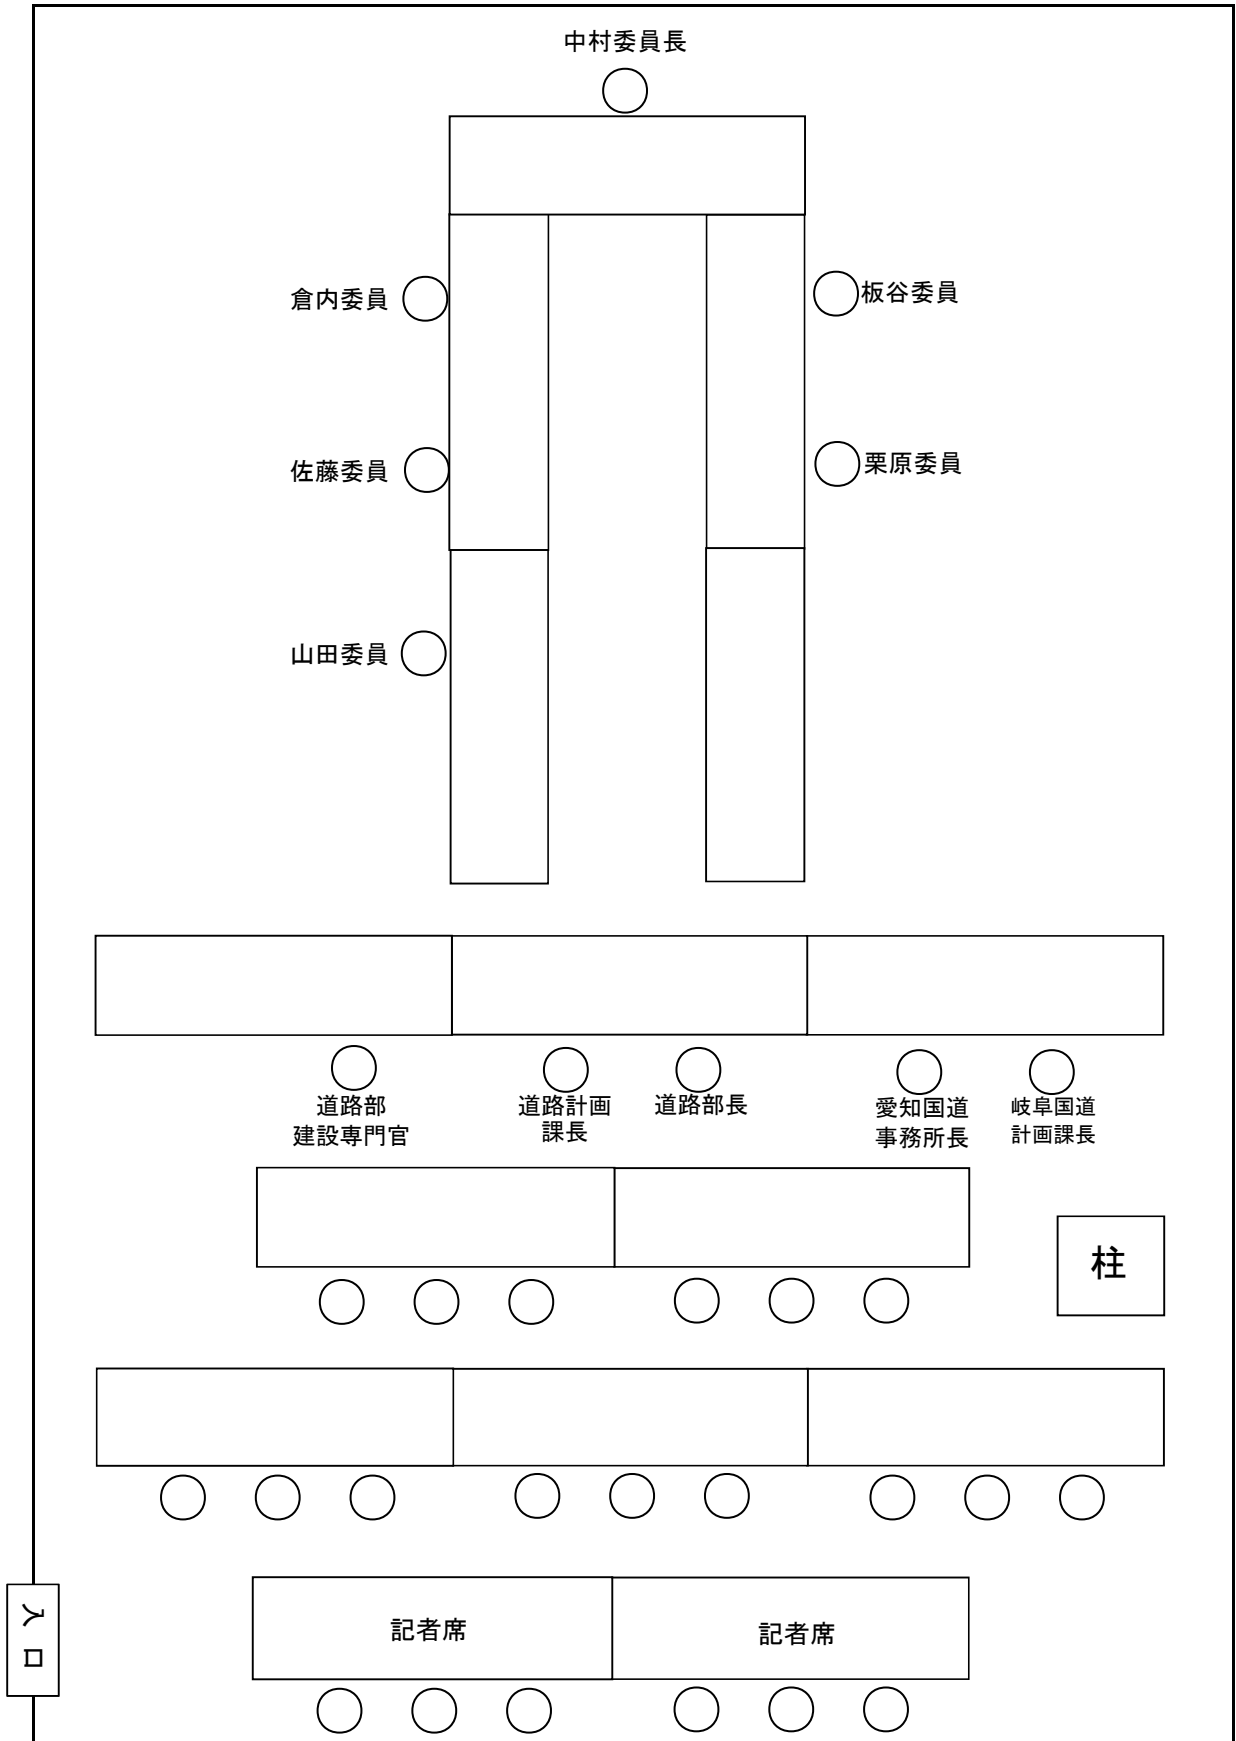 中村委員長
倉内委員
板谷委員
佐藤委員
栗原委員
山田委員
道路部
建設専門官
道路計画
課長
道路部長
愛知国道
事務所長
岐阜国道
計画課長
柱
入口
記者席
記者席